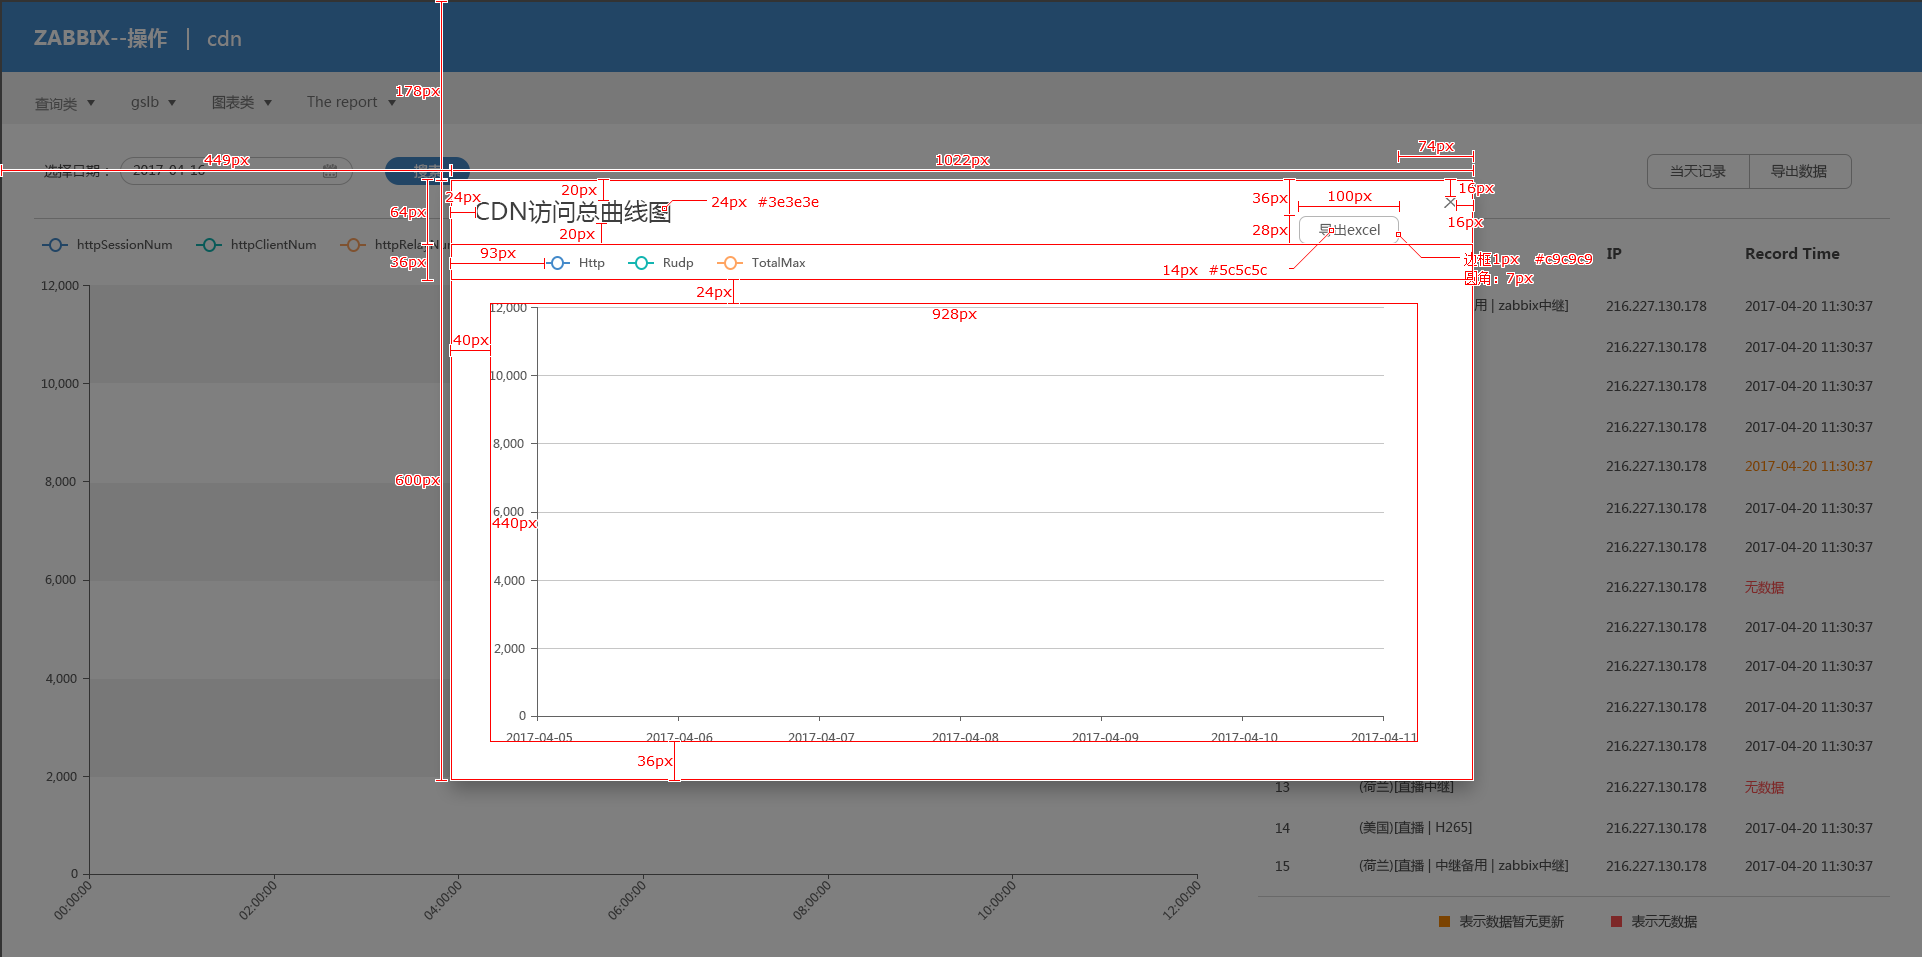 ZABBIX--操作 | cdn
178px
查询类 gslb 图表类 The report
选择日期： 2017-04-16 搜索
449px
1022px
74px
当天记录 导出数据
24px
20px
CDN访问总曲线图
24px #3e3e3e
20px
64px
36px
100px
16px
16px
28px
导出excel
14px #5c5c5c
边框1px #c9c9c9
圆角：7px
httpSessionNum httpClientNum httpRelayNum
36px
93px
Http Rudp TotalMax
24px
928px
40px
440px
600px
36px
12,000
10,000
8,000
6,000
4,000
2,000
0
2017-04-05 2017-04-06 2017-04-07 2017-04-08 2017-04-09 2017-04-10 2017-04-11
12,000
10,000
8,000
6,000
4,000
2,000
0
00:00:00 02:00:00 04:00:00 06:00:00 08:00:00 10:00:00 12:00:00
IP Record Time
用 | zabbix中继] 216.227.130.178 2017-04-20 11:30:37
216.227.130.178 2017-04-20 11:30:37
216.227.130.178 2017-04-20 11:30:37
216.227.130.178 2017-04-20 11:30:37
216.227.130.178 2017-04-20 11:30:37
216.227.130.178 2017-04-20 11:30:37
216.227.130.178 2017-04-20 11:30:37
216.227.130.178 无数据
216.227.130.178 2017-04-20 11:30:37
216.227.130.178 2017-04-20 11:30:37
216.227.130.178 2017-04-20 11:30:37
216.227.130.178 2017-04-20 11:30:37
13 (荷兰)[直播中继] 216.227.130.178 无数据
14 (美国)[直播 | H265] 216.227.130.178 2017-04-20 11:30:37
15 (荷兰)[直播 | 中继备用 | zabbix中继] 216.227.130.178 2017-04-20 11:30:37
表示数据暂无更新 表示无数据